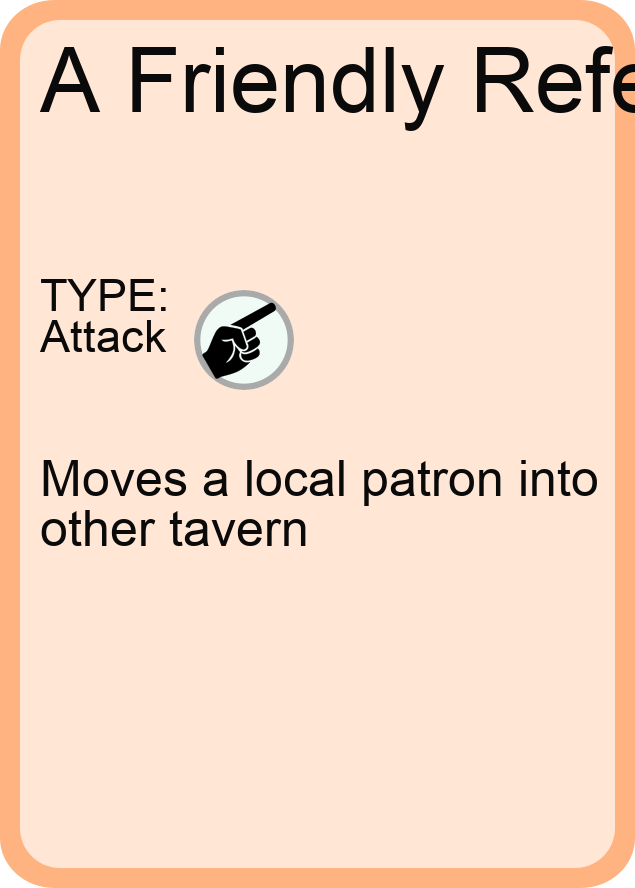 A Friendly Refe
TYPE:
Attack
Moves a local patron into
other tavern